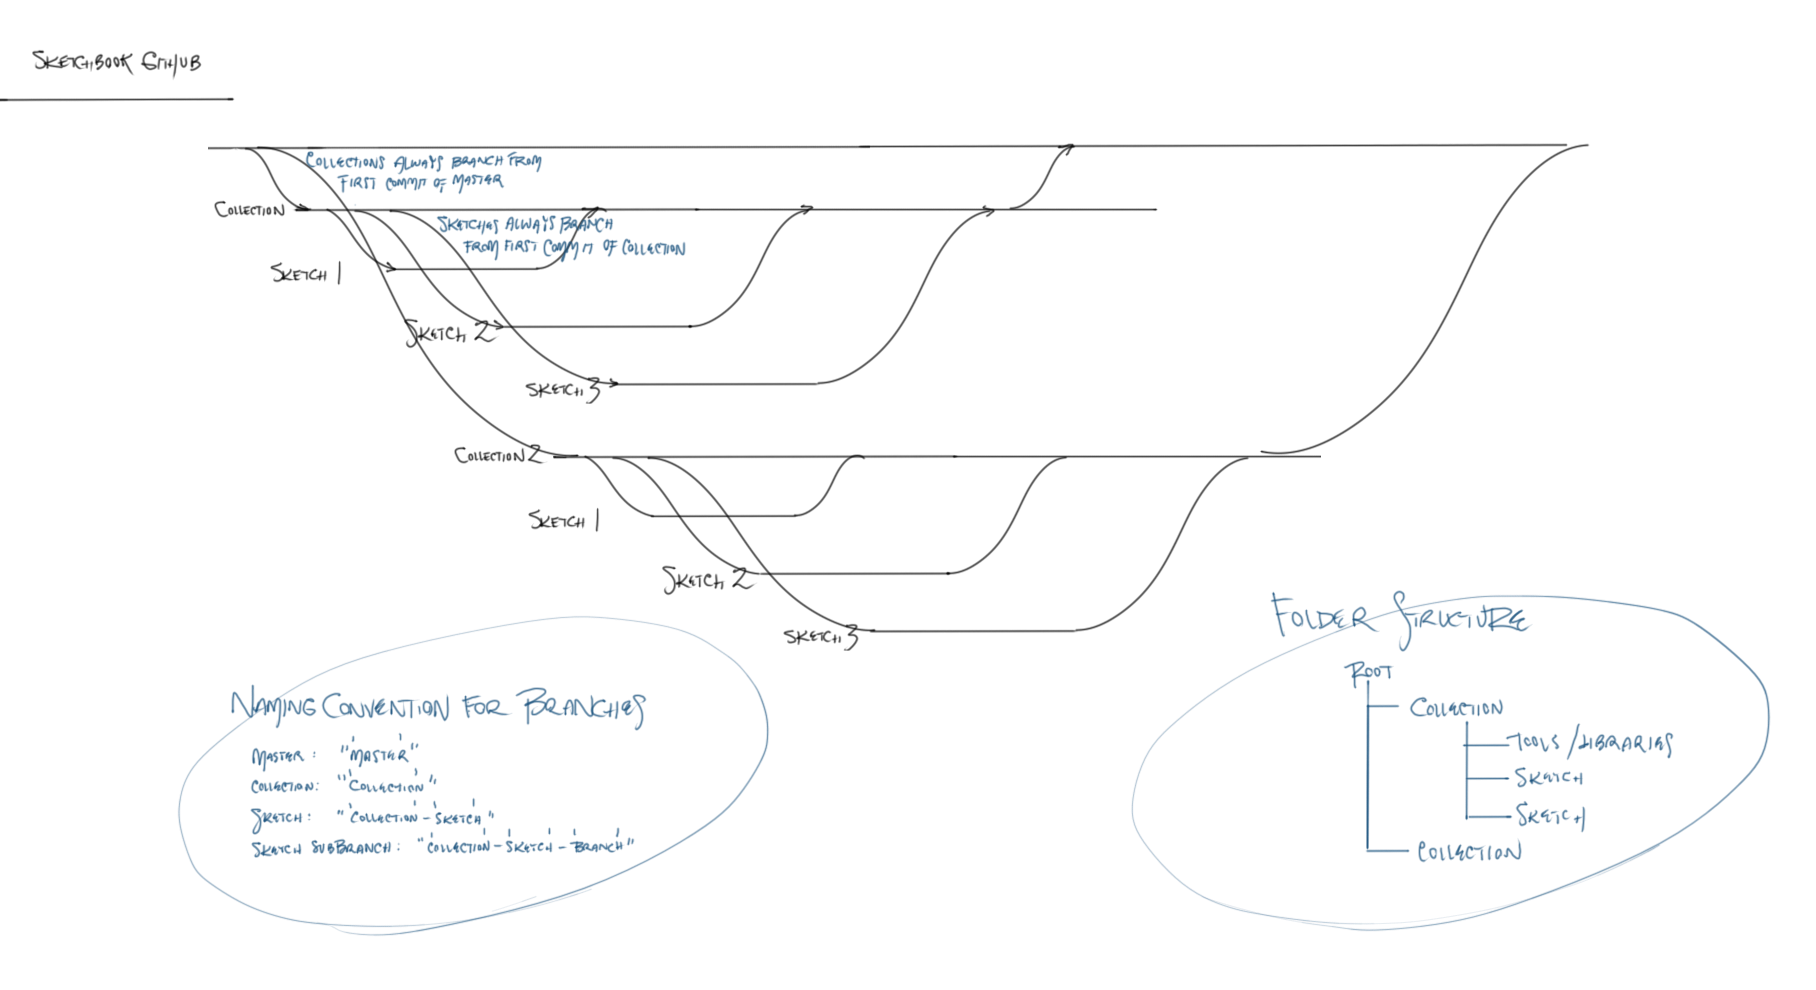 SKETCHBOOK GITHUB
COLLECTIONS ALWAYS BRANCH FROM
FIRST COMMIT OF MASTER
COLLECTION
SKETCHES ALWAYS BRANCH
FROM FIRST COMMIT OF COLLECTION
SKETCH 1
SKETCH 2
SKETCH 3
COLLECTION 2
SKETCH 1
SKETCH 2
SKETCH 3
NAMING CONVENTION FOR BRANCHES
MASTER: "'MASTER'"
COLLECTION: "'COLLECTION'"
SKETCH: "'COLLECTION'-'SKETCH'"
SKETCH SUBBRANCH: "'COLLECTION'-'SKETCH'-'BRANCH'"
FOLDER STRUCTURE
ROOT
COLLECTION
TOOLS/LIBRARIES
SKETCH
SKETCH
COLLECTION